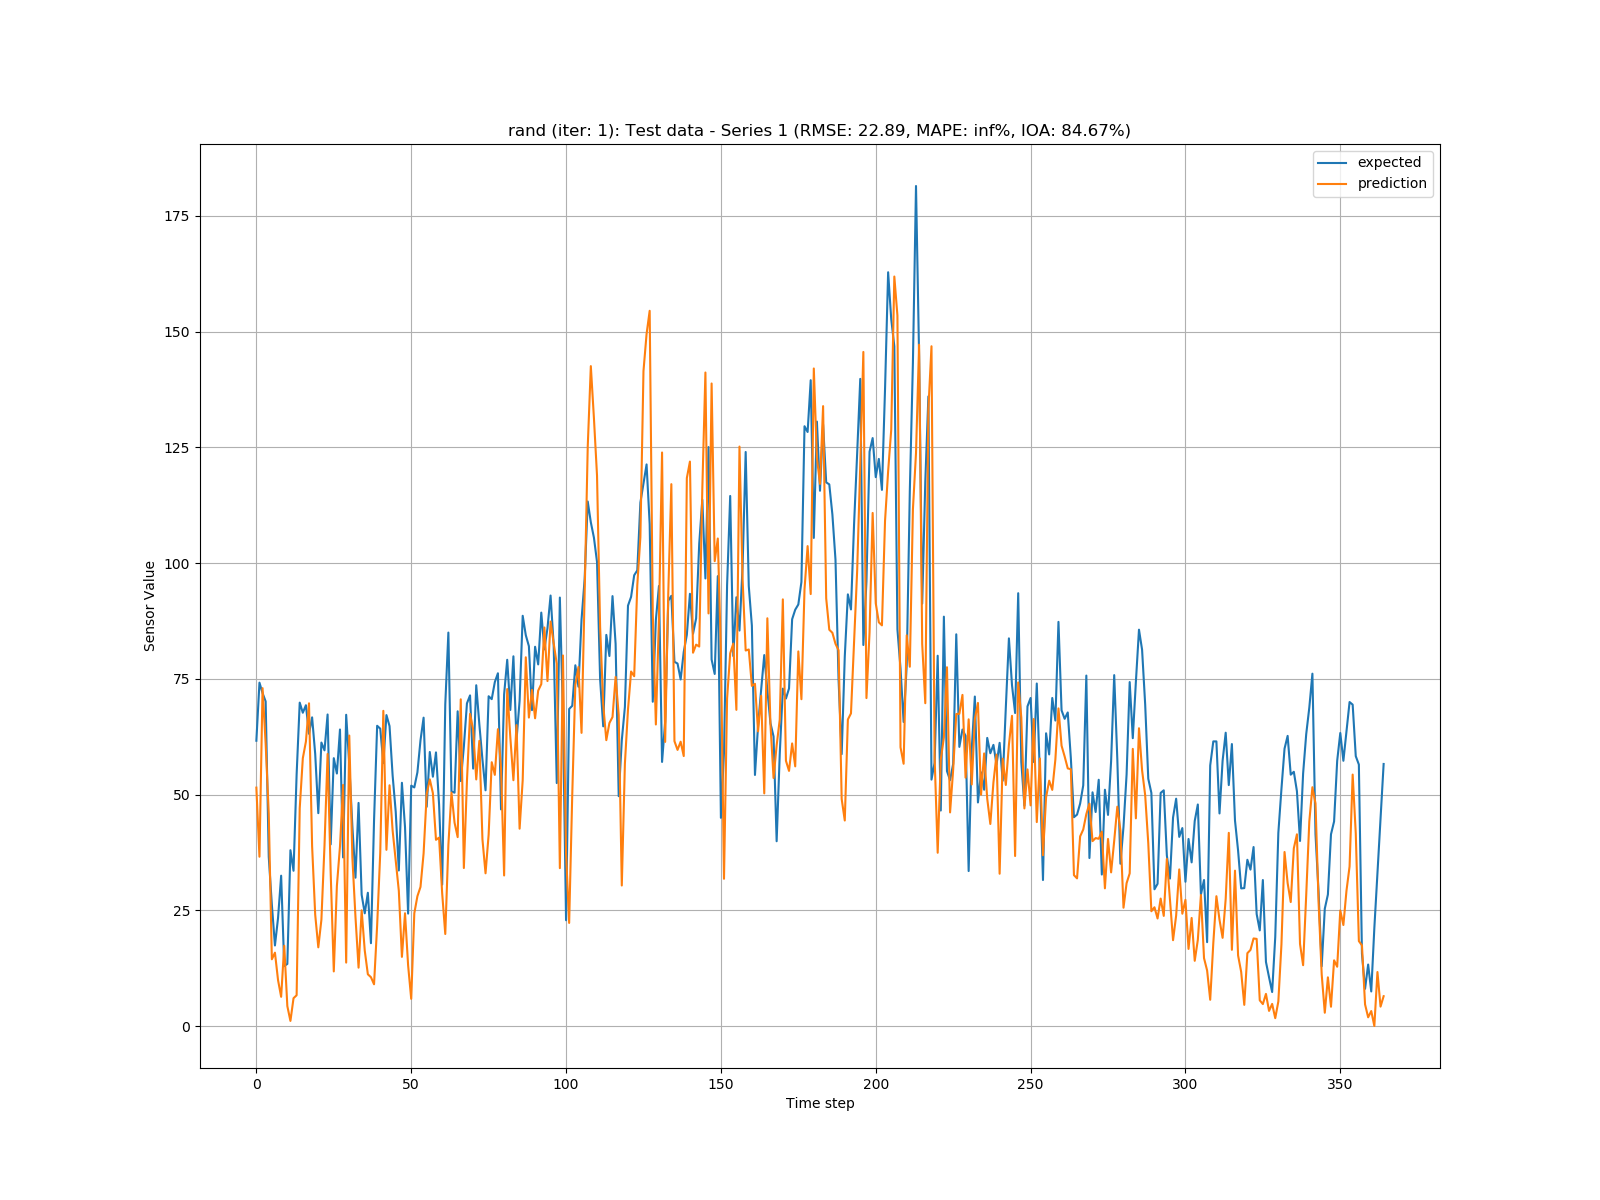 rand (iter: 1): Test data - Series 1 (RMSE: 22.89, MAPE: inf%, IOA: 84.67%)
expected
prediction
175
150
125
100
75
50
25
0
Sensor Value
0 50 100 150 200 250 300 350
Time step